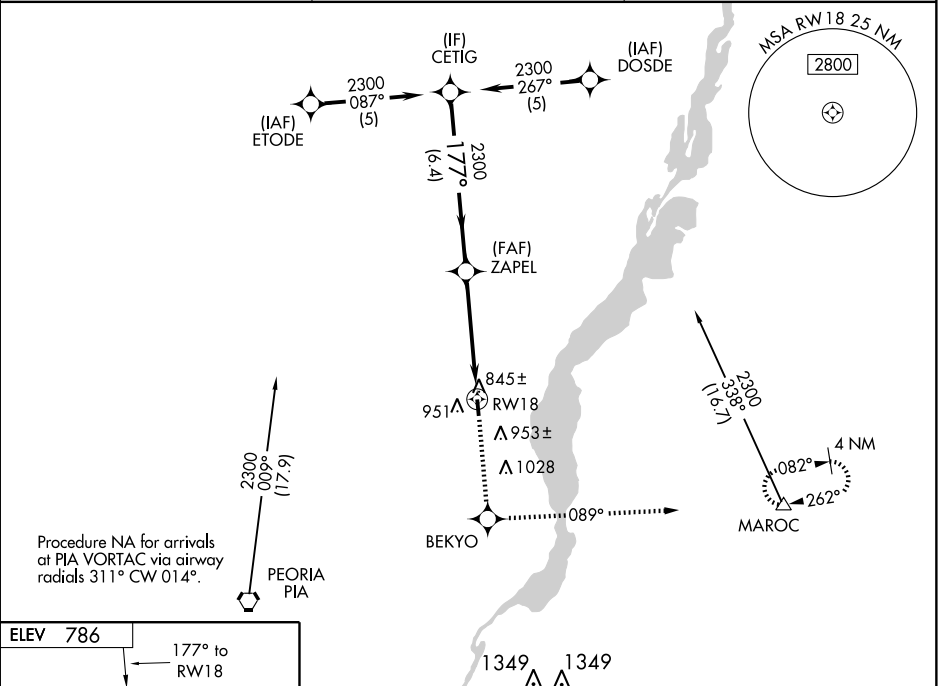 MSA RW 18 25 NM
2800
(IF)
CETIG
(IAF)
DOSDE
2300
087°
(5)
2300
267°
(5)
(IAF)
ETODE
2300
177°
(6.4)
(FAF)
ZAPEL
845±
951
RW18
953±
1028
2300
338°
(16.7)
4 NM
082°
262°
MAROC
2300
009°
(17.9)
089°
BEKYO
Procedure NA for arrivals
at PIA VORTAC via airway
radials 311° CW 014°.
PEORIA
PIA
ELEV 786
177° to
RW18
1349
1349